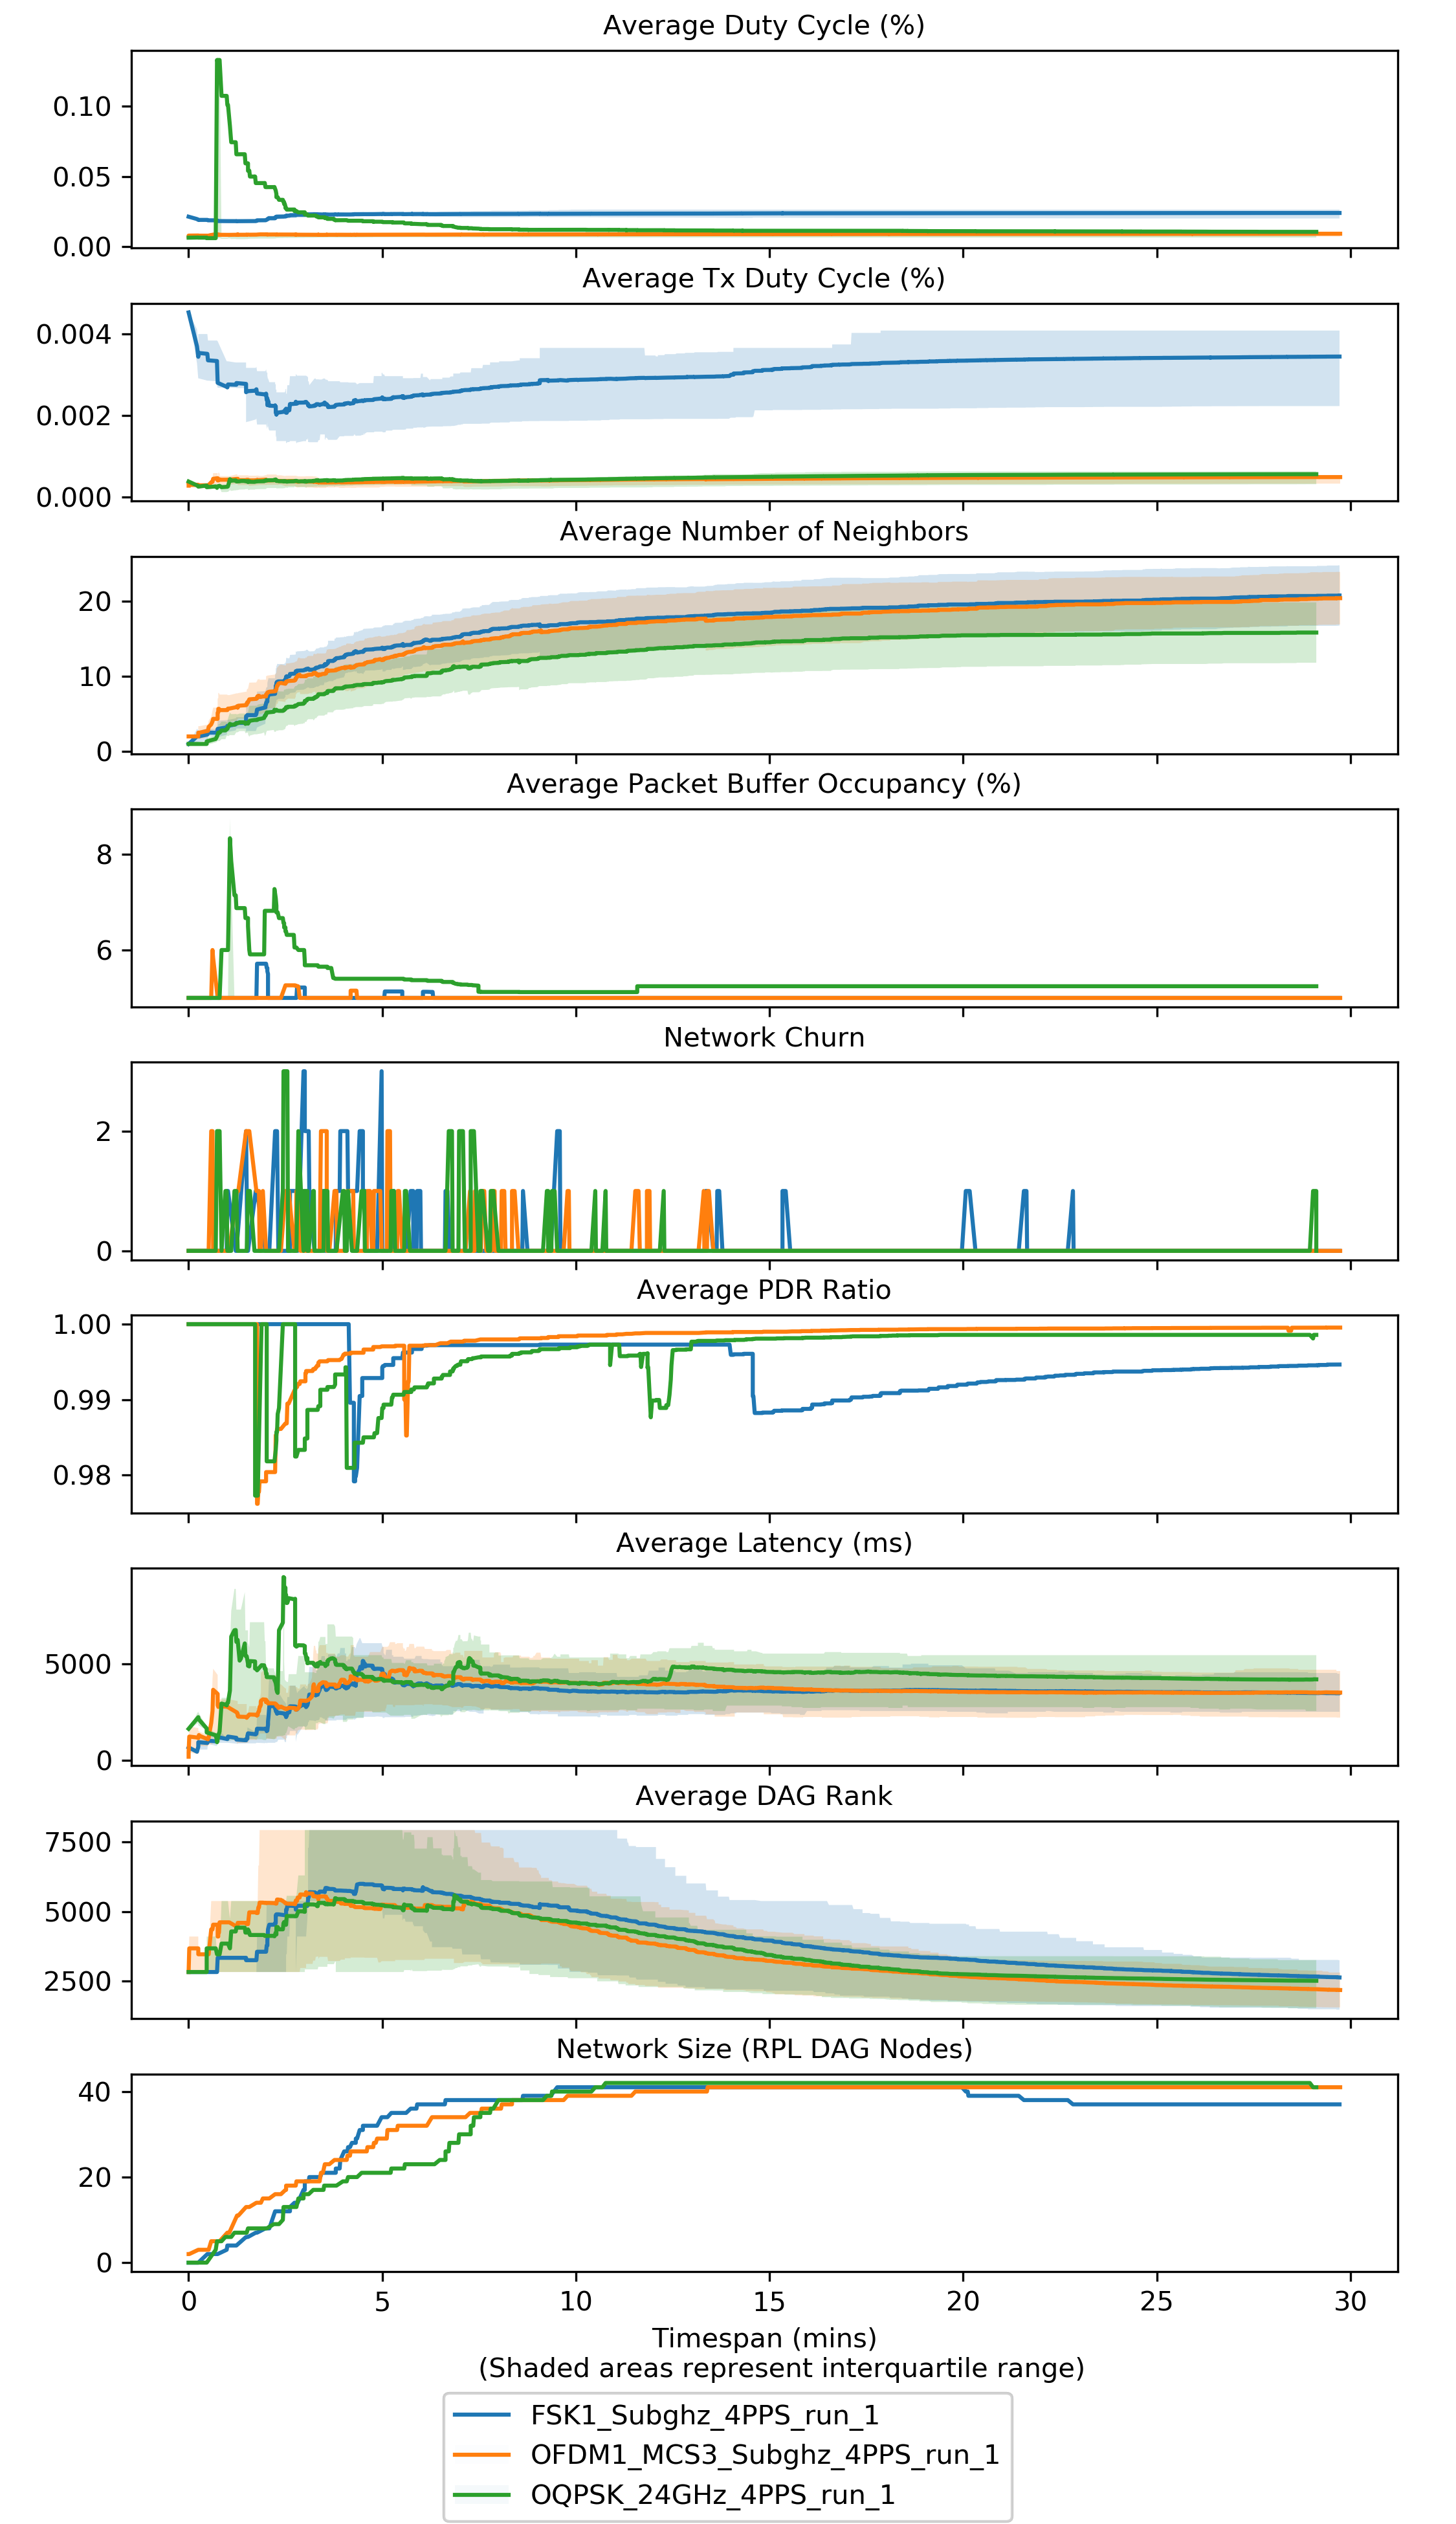 Average Duty Cycle (%)
0.10
0.05
0.00
Average Tx Duty Cycle (%)
0.004
0.002
0.000
Average Number of Neighbors
20
10
0
Average Packet Buffer Occupancy (%)
8
6
Network Churn
2
0
Average PDR Ratio
1.00
0.99
0.98
Average Latency (ms)
5000
0
Average DAG Rank
7500
5000
2500
Network Size (RPL DAG Nodes)
40
20
0
0 5 10 15 20 25 30
Timespan (mins)
(Shaded areas represent interquartile range)
FSK1_Subghz_4PPS_run_1
OFDM1_MCS3_Subghz_4PPS_run_1
OQPSK_24GHz_4PPS_run_1